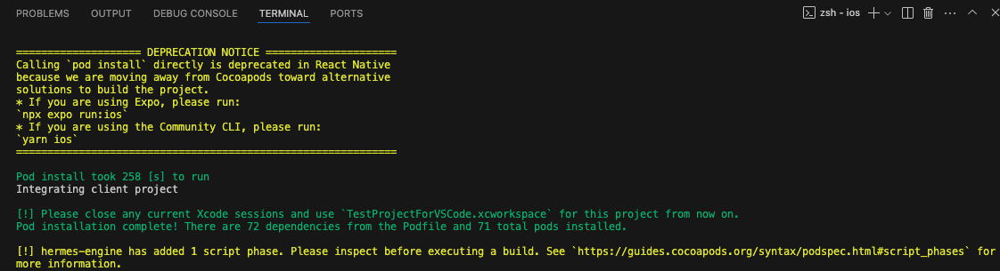 PROBLEMS OUTPUT DEBUG CONSOLE TERMINAL PORTS zsh - ios
==================== DEPRECATION NOTICE =====================
Calling `pod install` directly is deprecated in React Native
because we are moving away from Cocoapods toward alternative
solutions to build the project.
* If you are using Expo, please run:
`npx expo run:ios`
* If you are using the Community CLI, please run:
`yarn ios`
=============================================================
Pod install took 258 [s] to run
Integrating client project
[!] Please close any current Xcode sessions and use `TestProjectForVSCode.xcworkspace` for this project from now on.
Pod installation complete! There are 72 dependencies from the Podfile and 71 total pods installed.
[!] hermes-engine has added 1 script phase. Please inspect before executing a build. See `https://guides.cocoapods.org/syntax/podspec.html#script_phases` for
more information.